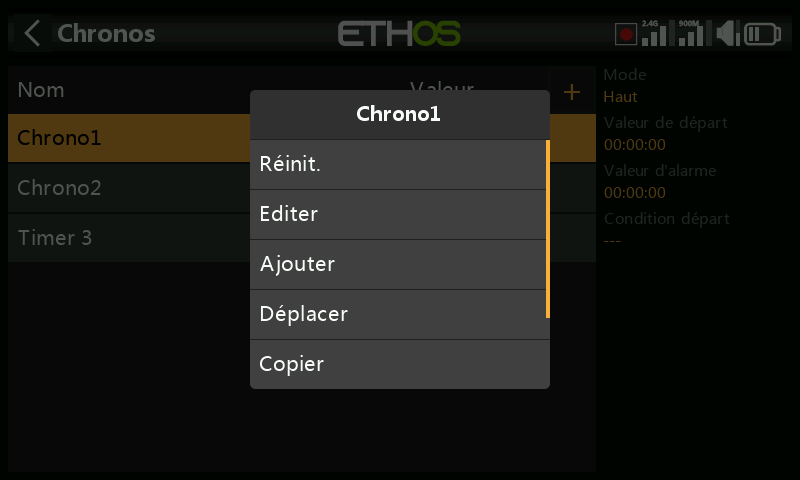 Chronos
ETHOS
2.4G
900M
Nom
Valeur
+
Chrono1
Chrono2
Timer 3
Chrono1
Réinit.
Editer
Ajouter
Déplacer
Copier
Mode
Haut
Valeur de départ
00:00:00
Valeur d'alarme
00:00:00
Condition départ
---